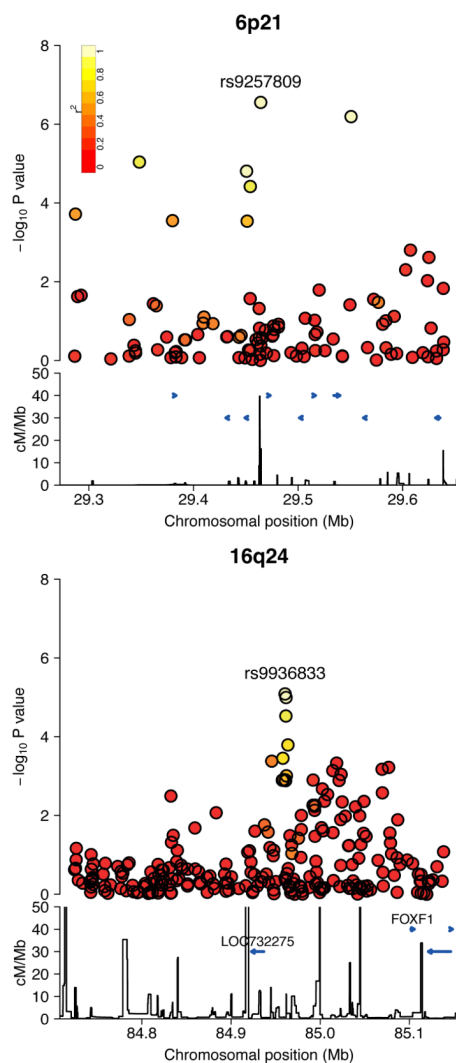 6p21
8
6
4
2
0
− log10 P value
r2
1
0.8
0.6
0.4
0.2
0
rs9257809
50
40
30
20
10
0
cM/Mb
29.3 29.4 29.5 29.6
Chromosomal position (Mb)
16q24
8
6
4
2
0
− log10 P value
rs9936833
50
40
30
20
10
0
cM/Mb
LOC732275
FOXF1
84.8 84.9 85.0 85.1
Chromosomal position (Mb)